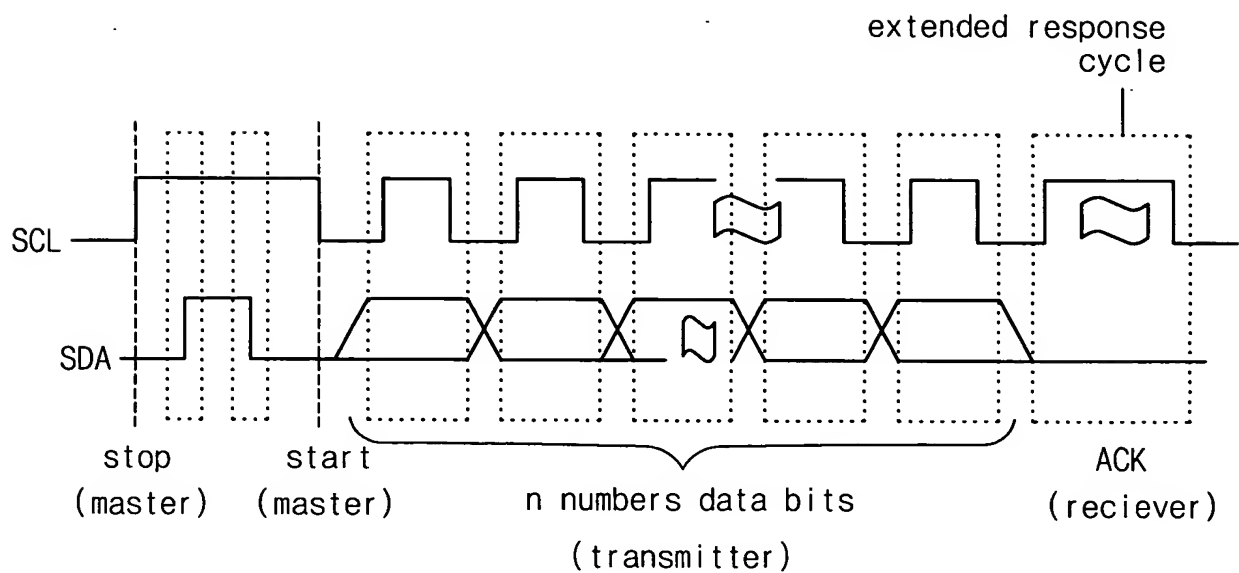 extended response
cycle
SCL
SDA
stop
(master)
start
(master)
n numbers data bits
(transmitter)
ACK
(reciever)